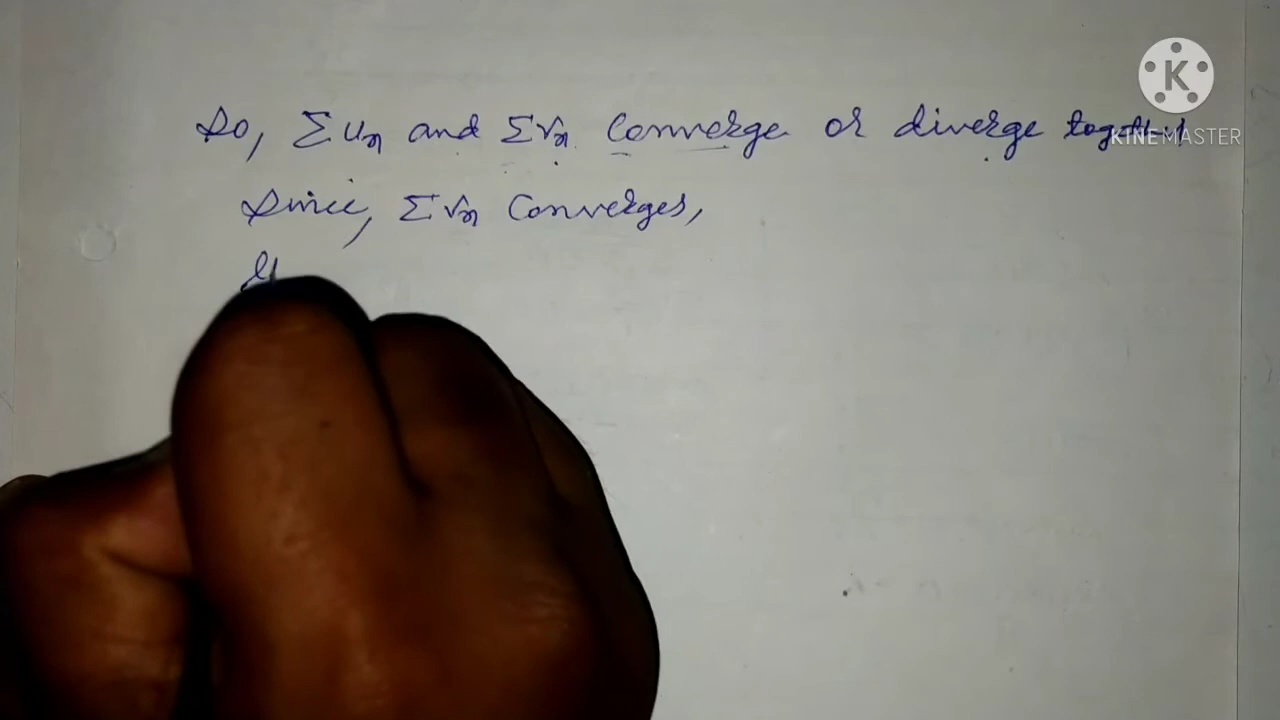 So, Σun and Σvn Converge or diverge together
Since, Σvn Converges,
K
KINEMASTER